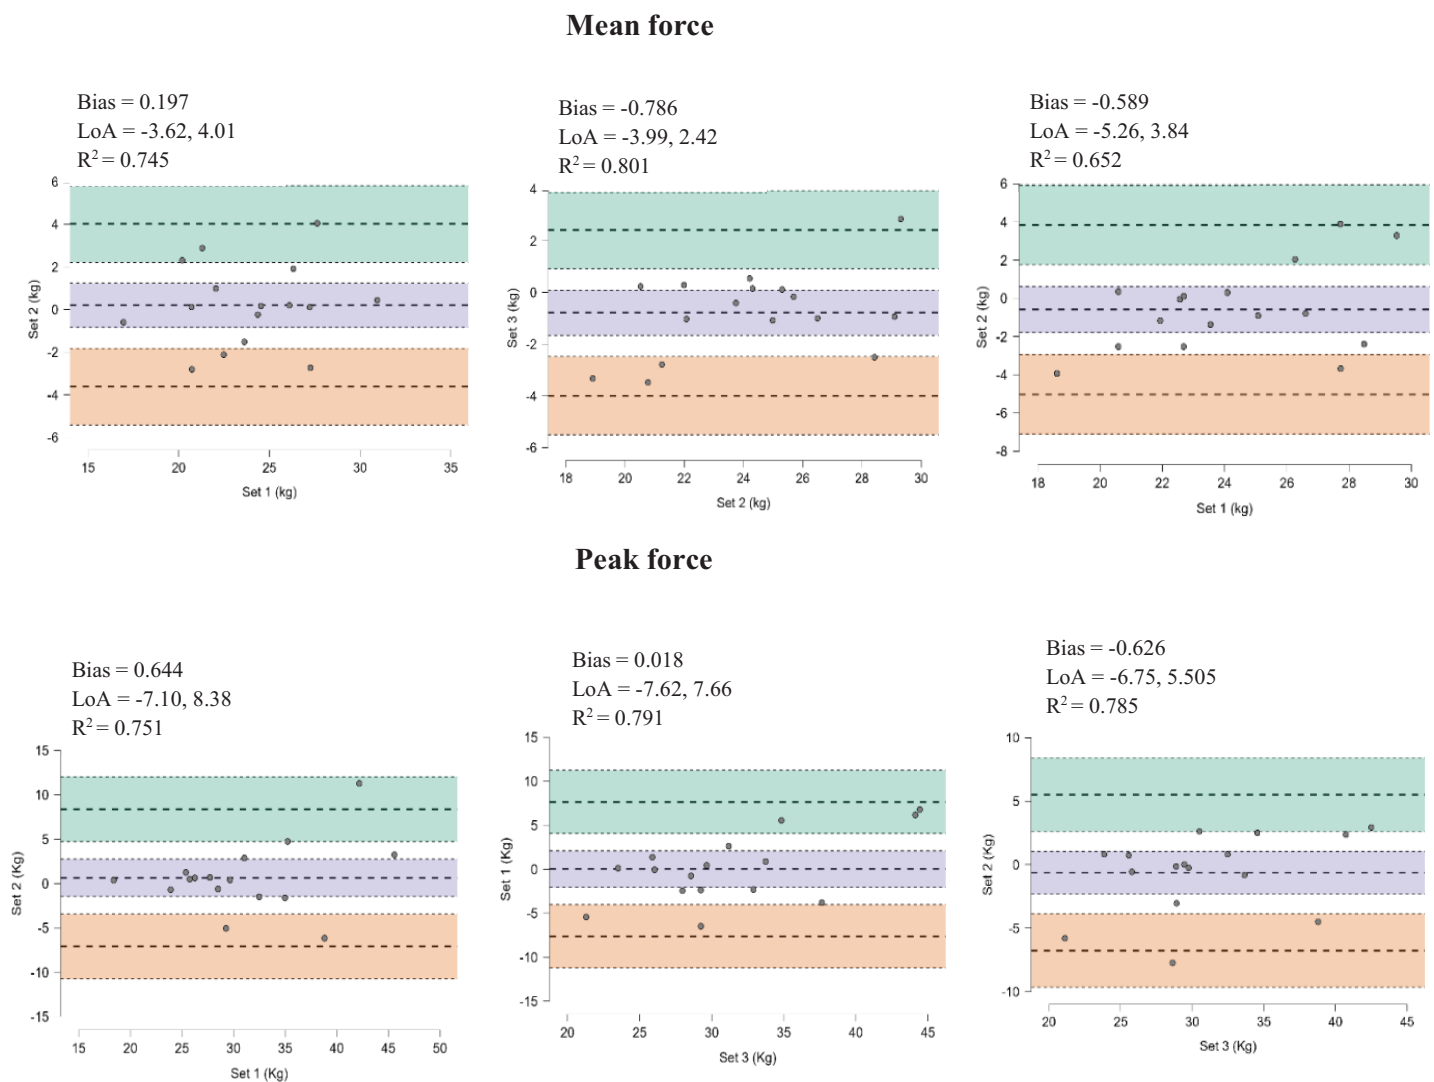 Mean force
Bias = 0.197
LoA = -3.62, 4.01
R² = 0.745
6
4
2
0
-2
-4
-6
Set 2 (kg)
15 20 25 30 35
Set 1 (kg)
Bias = -0.786
LoA = -3.99, 2.42
R² = 0.801
4
2
0
-2
-4
-6
Set 3 (kg)
18 20 22 24 26 28 30
Set 2 (kg)
Bias = -0.589
LoA = -5.26, 3.84
R² = 0.652
6
4
2
0
-2
-4
-6
-8
Set 2 (kg)
18 20 22 24 26 28 30
Set 1 (kg)
Peak force
Bias = 0.644
LoA = -7.10, 8.38
R² = 0.751
15
10
5
0
-5
-10
-15
Set 2 (Kg)
15 20 25 30 35 40 45 50
Set 1 (Kg)
Bias = 0.018
LoA = -7.62, 7.66
R² = 0.791
15
10
5
0
-5
-10
-15
Set 1 (Kg)
20 25 30 35 40 45
Set 3 (Kg)
Bias = -0.626
LoA = -6.75, 5.505
R² = 0.785
10
5
0
-5
-10
Set 2 (Kg)
20 25 30 35 40 45
Set 3 (Kg)